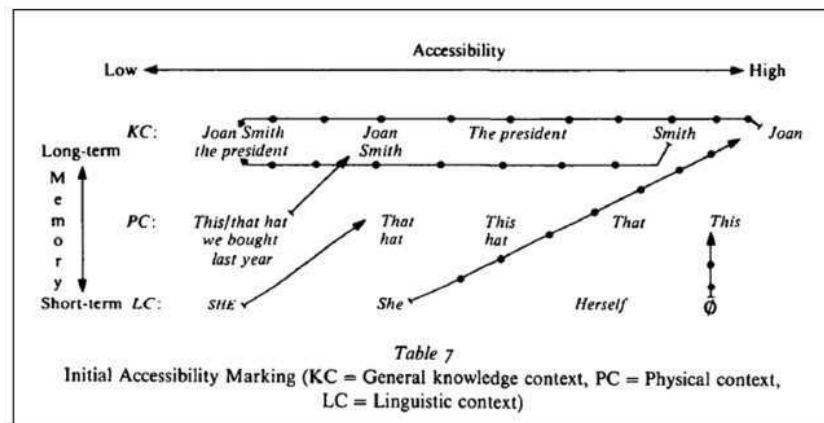 Accessibility
Low High
KC: Joan Smith Joan The president Smith Joan
Long-term the president Smith
M
e
m
o
r
y
PC: This/that hat That This That This
we bought hat hat
last year
Short-term LC: SHE She Herself Ø
Table 7
Initial Accessibility Marking (KC = General knowledge context, PC = Physical context,
LC = Linguistic context)